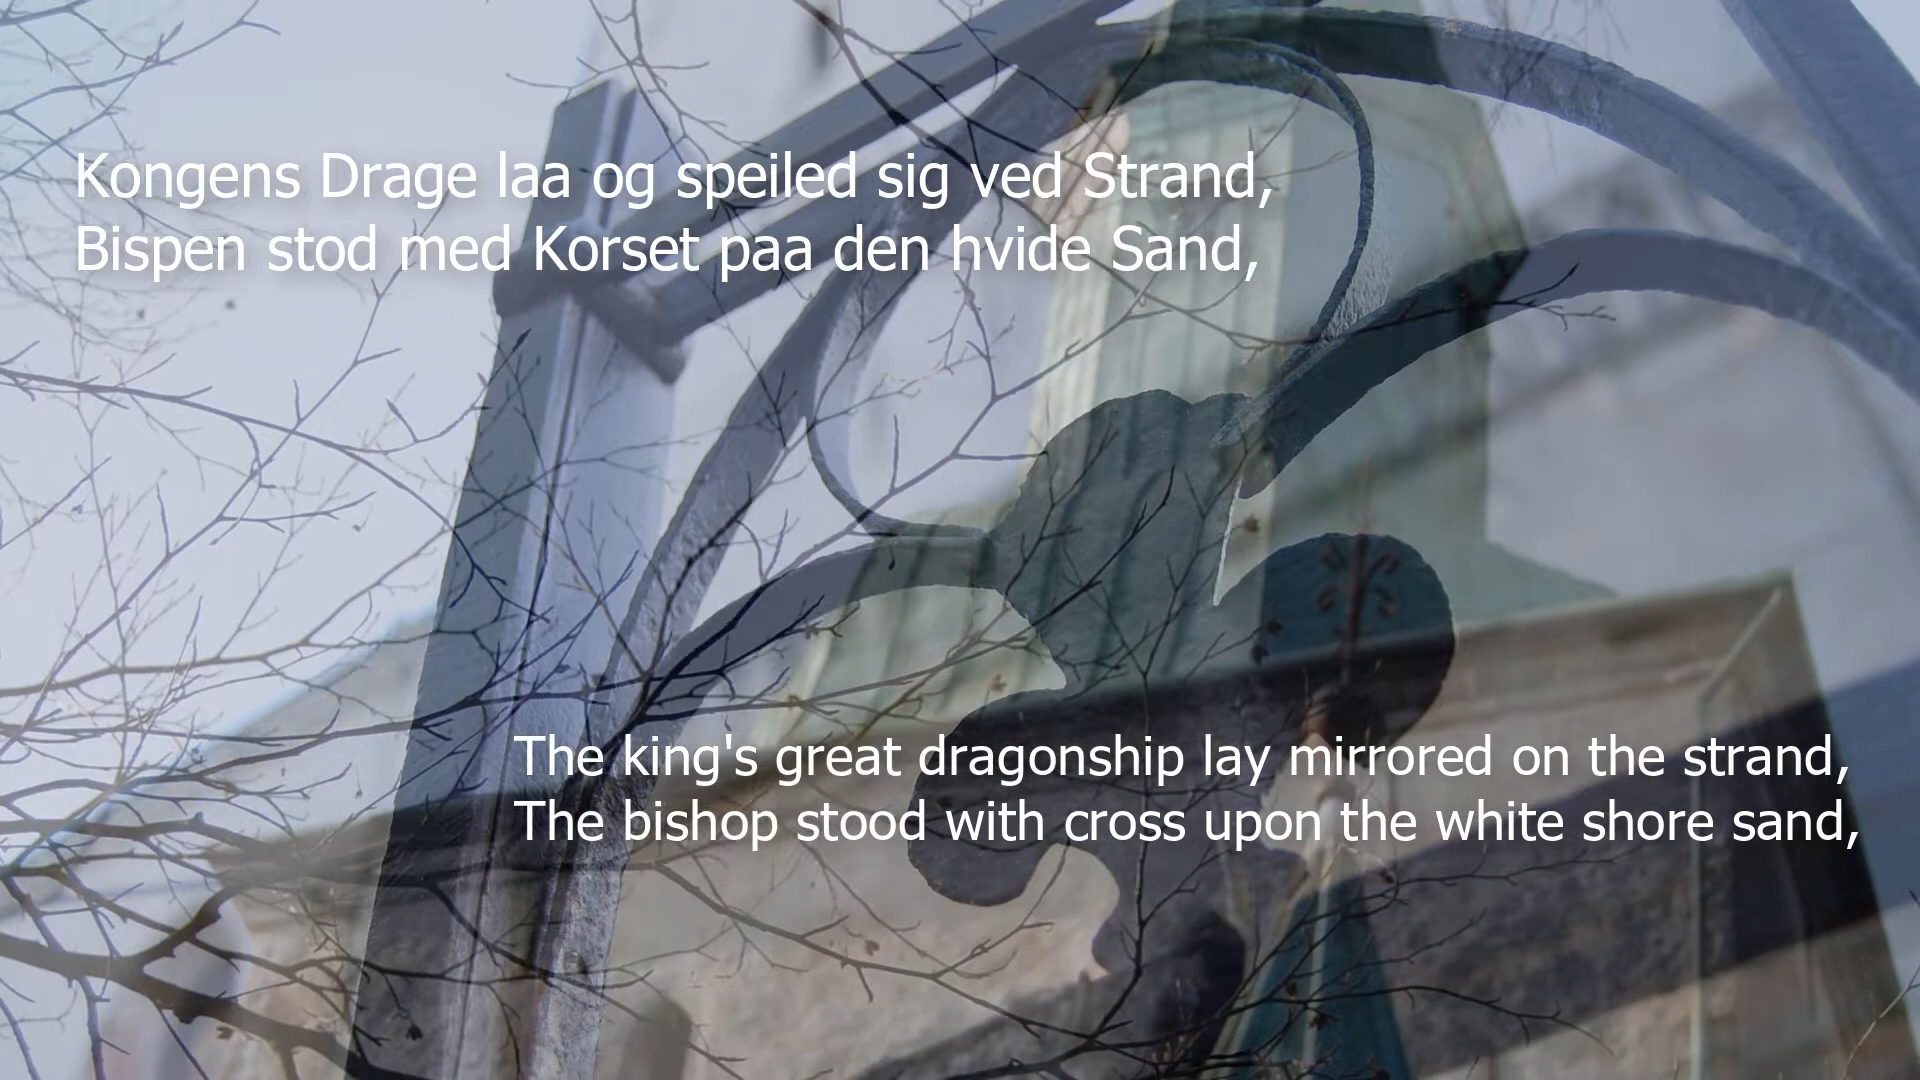 Kongens Drage laa og speiled sig ved Strand,
Bispen stod med Korset paa den hvide Sand,
The king's great dragonship lay mirrored on the strand,
The bishop stood with cross upon the white shore sand,